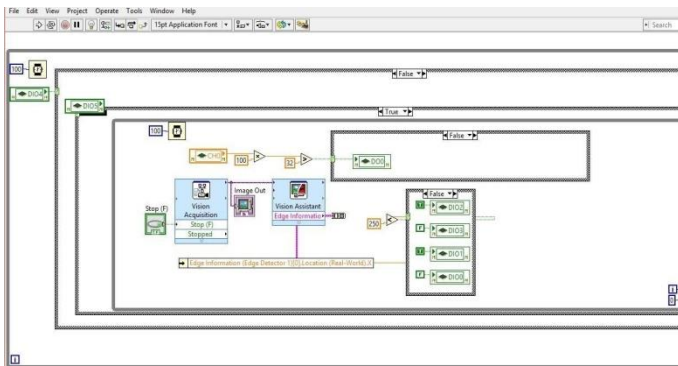 File Edit View Project Operate Tools Window Help
15pt Application Font
Search
100
False
DIO4
DIO5
True
100
False
CH0
100
32
DO0
Image Out
Vision Acquisition
Vision Assistant
Edge Informatio
Stop (F)
Stop (F)
Stopped
False
DIO2
250
F
DIO3
DIO1
Edge Information (Edge Detector 1)[0].Location (Real-World).X
F
DIO0
i
i